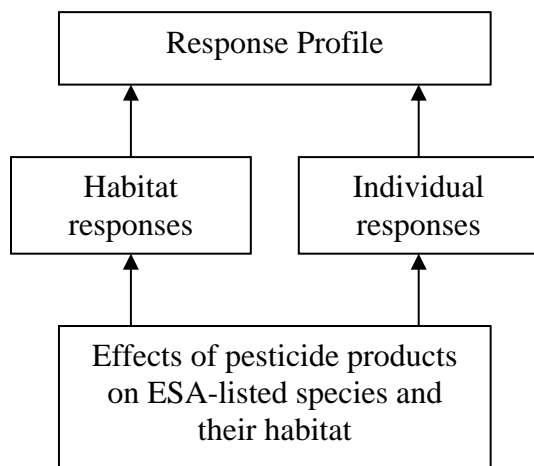 Response Profile
Habitat
responses
Individual
responses
Effects of pesticide products
on ESA-listed species and
their habitat